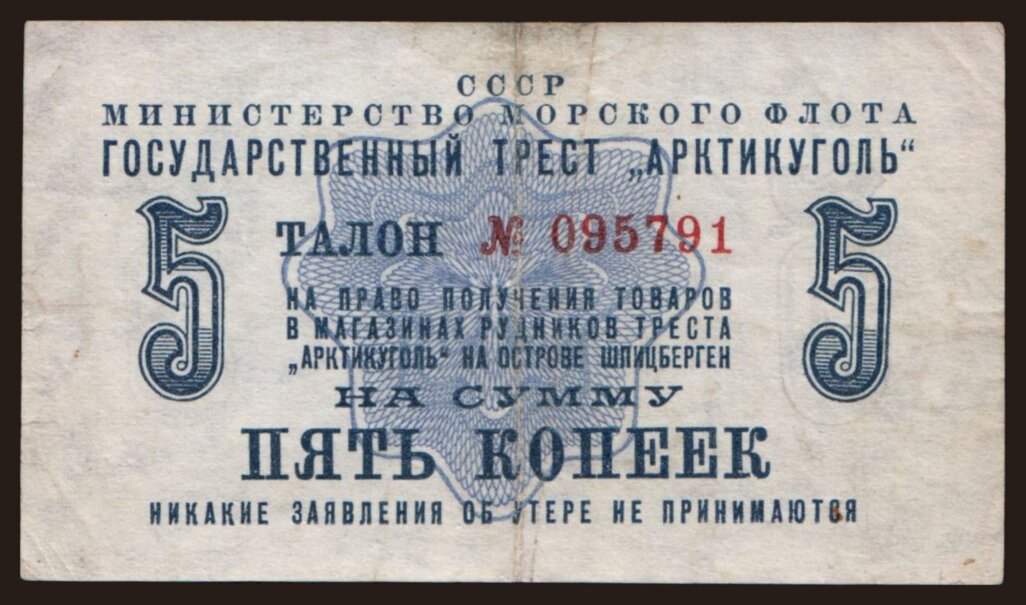 СССР
МИНИСТЕРСТВО МОРСКОГО ФЛОТА
ГОСУДАРСТВЕННЫЙ ТРЕСТ „АРКТИКУГОЛЬ“
5 ТАЛОН № 095791 5
НА ПРАВО ПОЛУЧЕНИЯ ТОВАРОВ
В МАГАЗИНАХ РУДНИКОВ ТРЕСТА
„АРКТИКУГОЛЬ“ НА ОСТРОВЕ ШПИЦБЕРГЕН
НА СУММУ
ПЯТЬ КОПЕЕК
НИКАКИЕ ЗАЯВЛЕНИЯ ОБ УТЕРЕ НЕ ПРИНИМАЮТСЯ